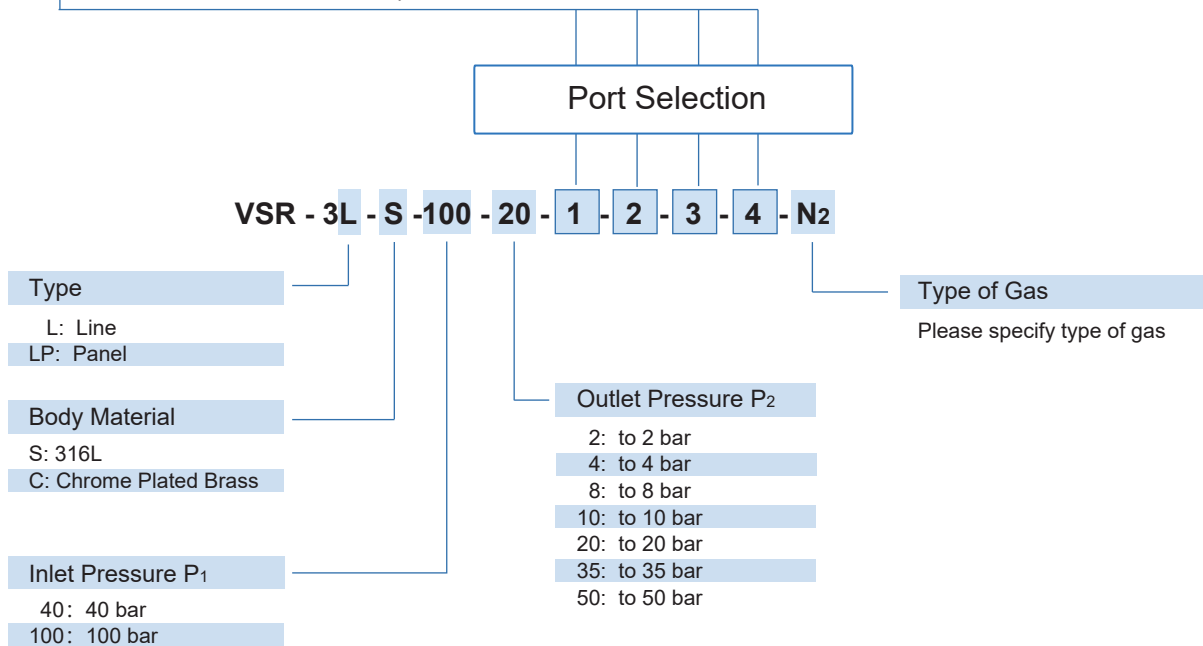 Port Selection
VSR - 3L - S -100 - 20 - 1 - 2 - 3 - 4 - N2
Type
L: Line
LP: Panel
Body Material
S: 316L
C: Chrome Plated Brass
Inlet Pressure P1
40: 40 bar
100: 100 bar
Outlet Pressure P2
2: to 2 bar
4: to 4 bar
8: to 8 bar
10: to 10 bar
20: to 20 bar
35: to 35 bar
50: to 50 bar
Type of Gas
Please specify type of gas